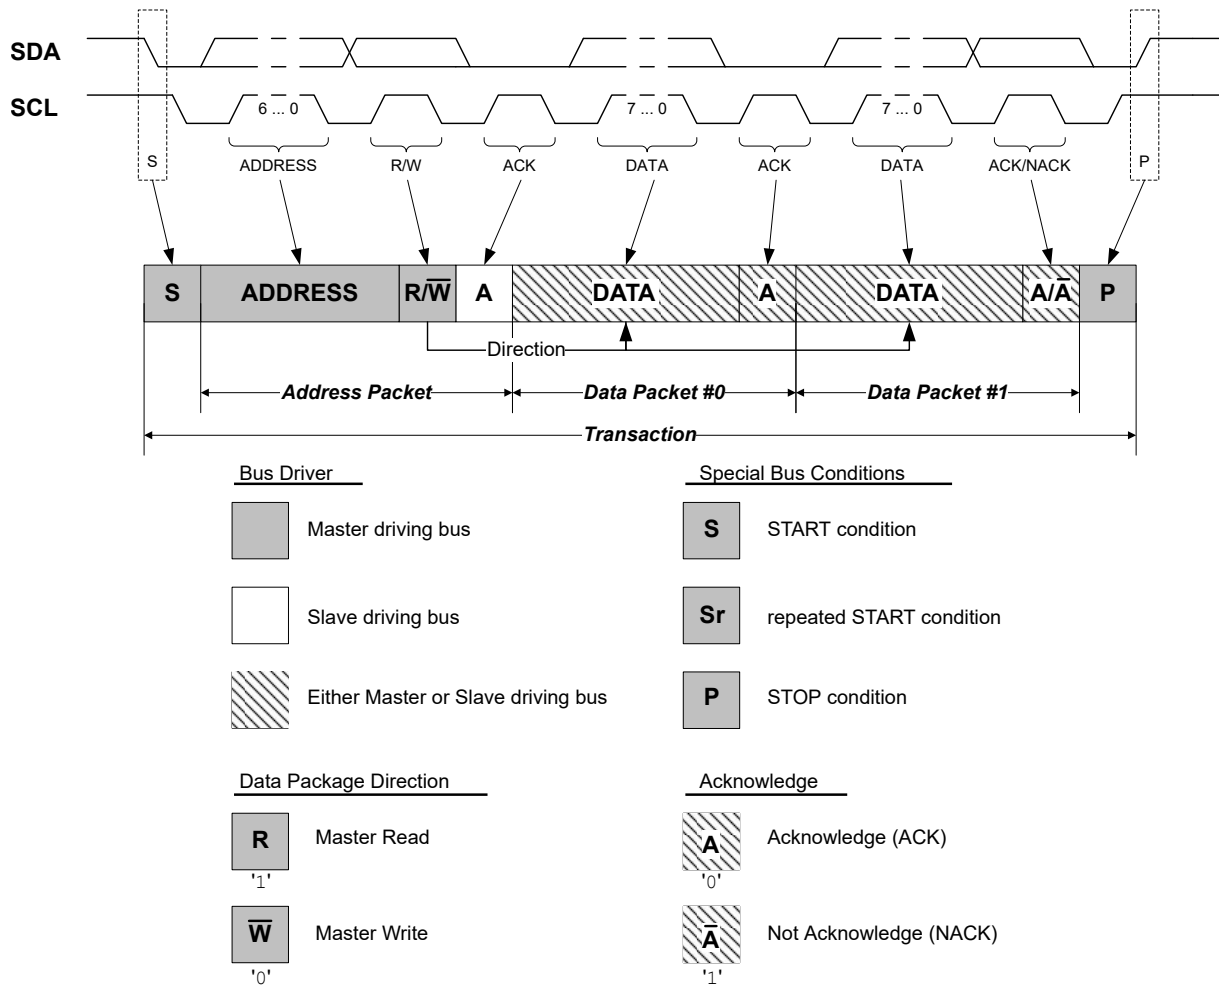 SDA
SCL
6 ... 0
7 ... 0
7 ... 0
S
ADDRESS
R/W
ACK
DATA
ACK
DATA
ACK/NACK
P
S
ADDRESS
R/W̅
A
DATA
A
DATA
A/A̅
P
Direction
Address Packet
Data Packet #0
Data Packet #1
Transaction
Bus Driver
Special Bus Conditions
Master driving bus
S
START condition
Slave driving bus
Sr
repeated START condition
Either Master or Slave driving bus
P
STOP condition
Data Package Direction
Acknowledge
R
Master Read
A
Acknowledge (ACK)
'1'
'0'
W̅
Master Write
A̅
Not Acknowledge (NACK)
'0'
'1'